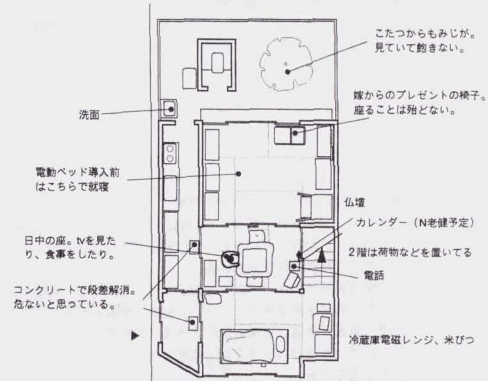 こたつからもみじが。
見ていて飽きない。
嫁からのプレゼントの椅子。
座ることは殆どない。
洗面
電動ベッド導入前
はこちらで就寝
仏壇
カレンダー（N老健予定）
日中の座。tvを見た
り、食事をしたり。
2階は荷物などを置いてる
電話
コンクリートで段差解消。
危ないと思っている。
冷蔵庫電磁レンジ、米びつ